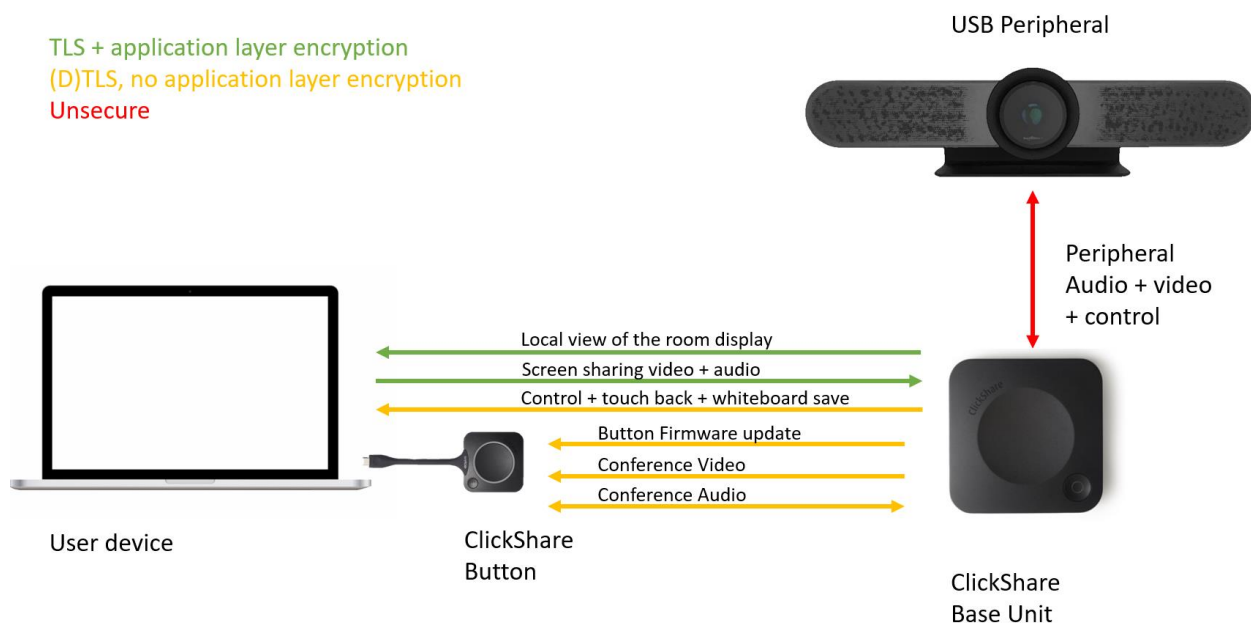 TLS + application layer encryption
(D)TLS, no application layer encryption
Unsecure
USB Peripheral
Peripheral
Audio + video
+ control
Local view of the room display
Screen sharing video + audio
Control + touch back + whiteboard save
Button Firmware update
Conference Video
Conference Audio
clickshare
User device
ClickShare
Button
ClickShare
Base Unit